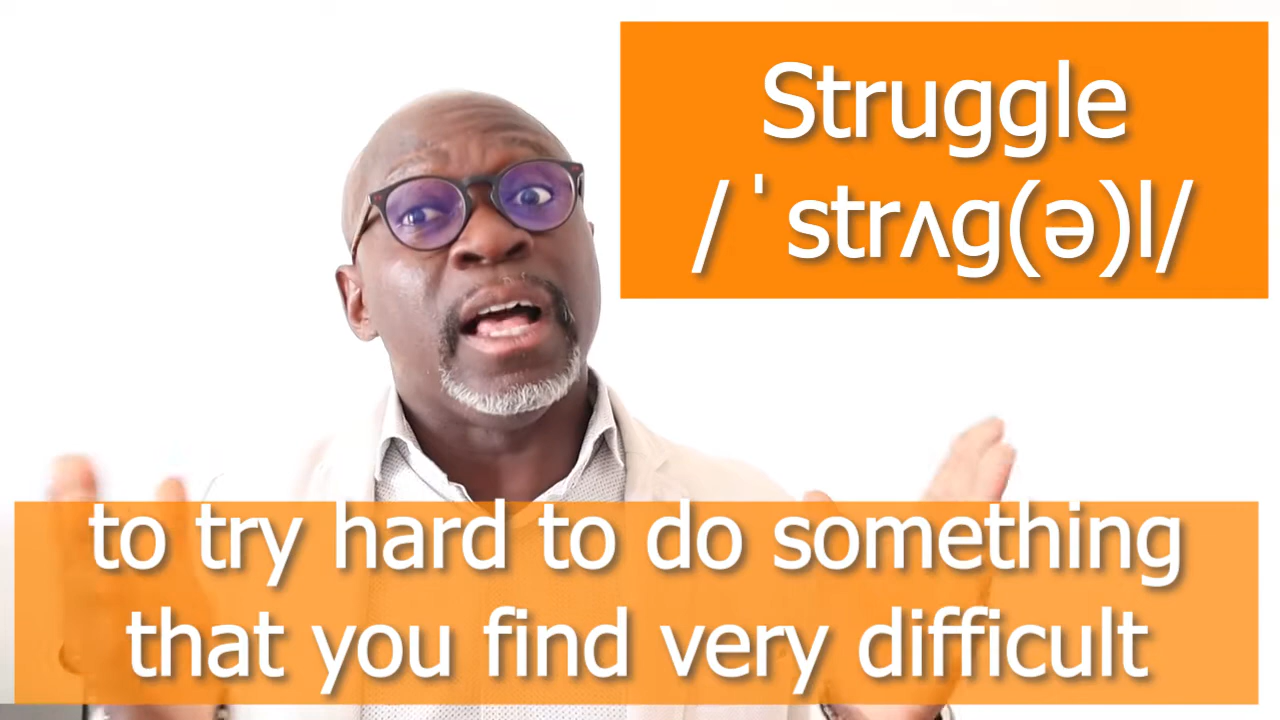 Struggle
/ˈstrʌg(ə)l/
to try hard to do something
that you find very difficult